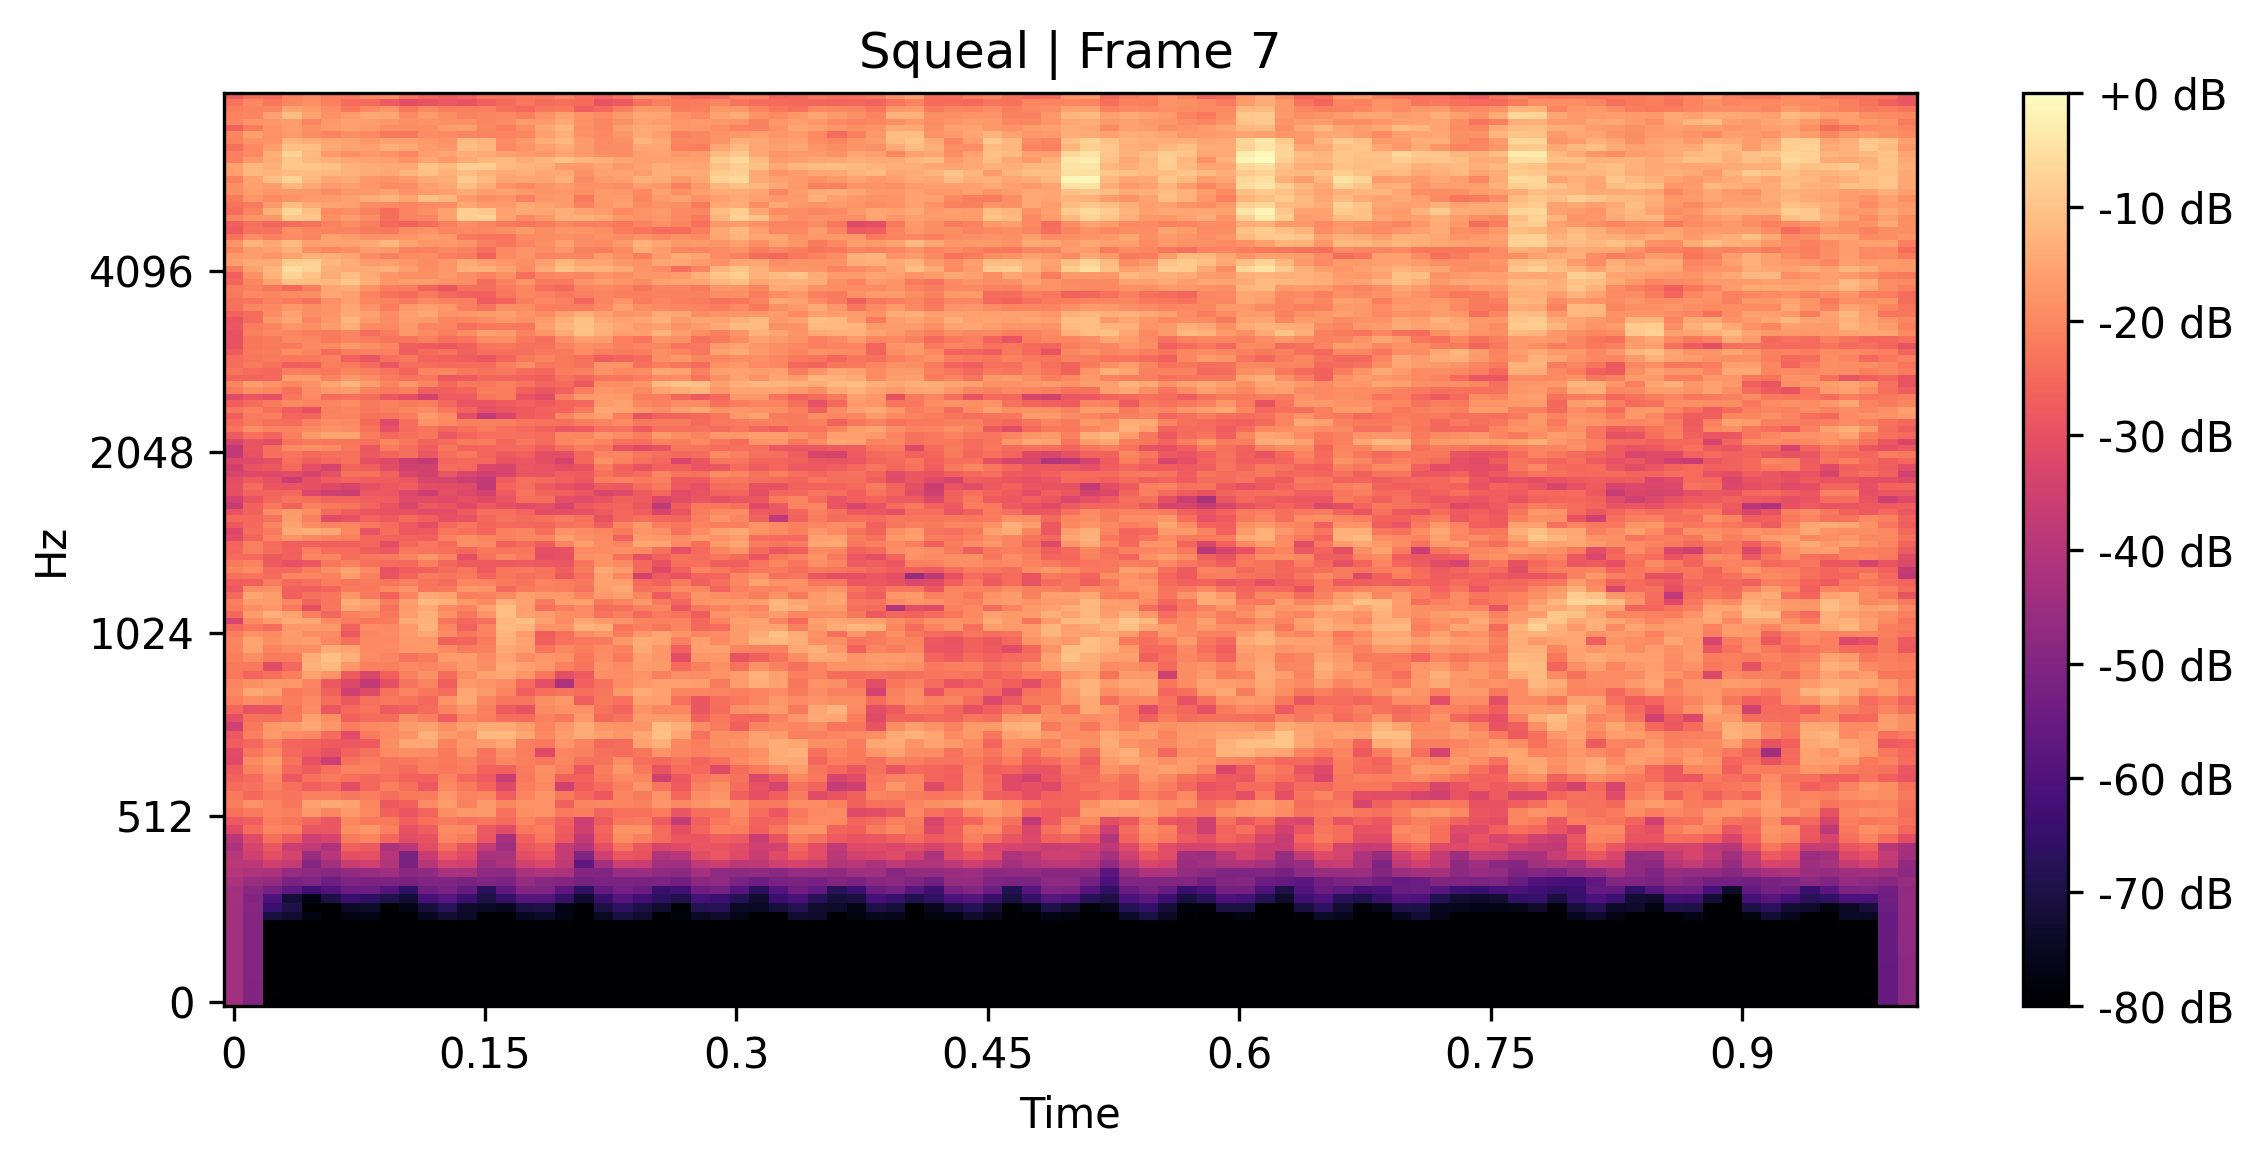 Squeal | Frame 7
Hz
4096
2048
1024
512
0
0 0.15 0.3 0.45 0.6 0.75 0.9
Time
+0 dB
-10 dB
-20 dB
-30 dB
-40 dB
-50 dB
-60 dB
-70 dB
-80 dB